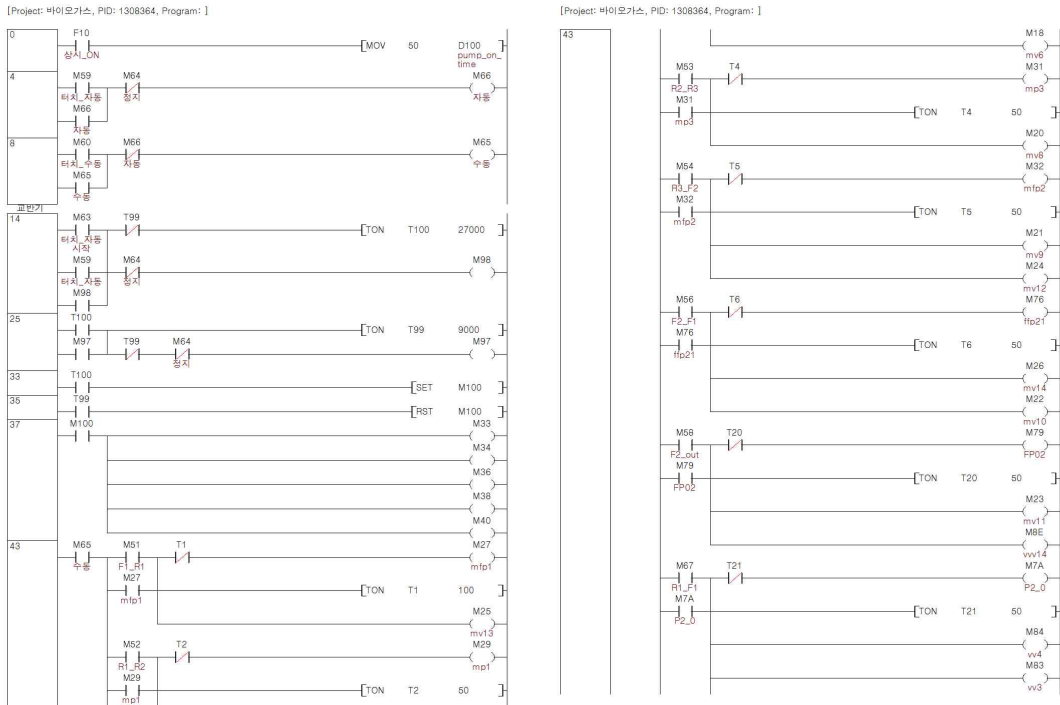 [Project: 바이오가스, PID: 1308364, Program: ]
0
F10
상시_ON
MOV 50 D100
pump_on_
time
4
M59 M64 M66
터치_자동 정지 자동
M66
자동
8
M60 M66 M65
터치_수동 자동 수동
M65
수동
교반기
14
M63 T99
터치_자동
시작
TON T100 27000
M59 M64 M98
터치_자동 정지
M98
25
T100
TON T99 9000
M97 T99 M64 M97
정지
33
T100
SET M100
35
T99
RST M100
37
M100 M33
M34
M36
M38
M40
43
M65 M51 T1 M27
수동 F1_R1 mfp1
M27
mfp1
TON T1 100
M25
mv13
M52 T2 M29
R1_R2 mp1
M29
mp1
TON T2 50
[Project: 바이오가스, PID: 1308364, Program: ]
43
M18
mv6
M53 T4 M31
R2_R3 mp3
M31
mp3
TON T4 50
M20
mv8
M54 T5 M32
R3_F2 mfp2
M32
mfp2
TON T5 50
M21
mv9
M24
mv12
M56 T6 M76
F2_F1 ffp21
M76
ffp21
TON T6 50
M26
mv14
M22
mv10
M58 T20 M79
F2_out FP02
M79
FP02
TON T20 50
M23
mv11
M8E
vvv14
M67 T21 M7A
R1_F1 P2_0
M7A
P2_0
TON T21 50
M84
vv4
M83
vv3